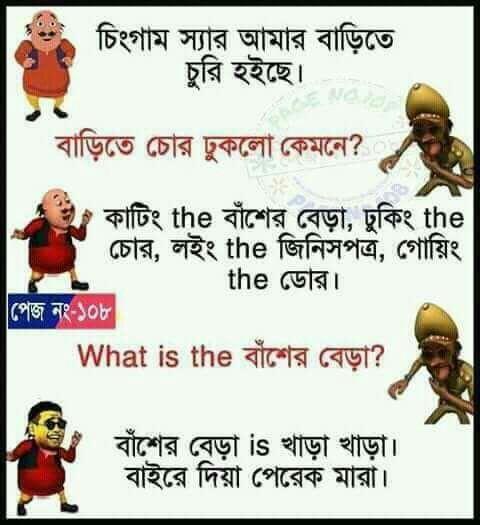 চিংগাম স্যার আমার বাড়িতে
চুরি হইছে।
বাড়িতে চোর ঢুকলো কেমনে?
কাটিং the বাঁশের বেড়া, ঢুকিং the
চোর, লইং the জিনিসপত্র, গোয়িং
the ডোর।
পেজ নং-১০৮
What is the বাঁশের বেড়া?
বাঁশের বেড়া is খাড়া খাড়া।
বাইরে দিয়া পেরেক মারা।